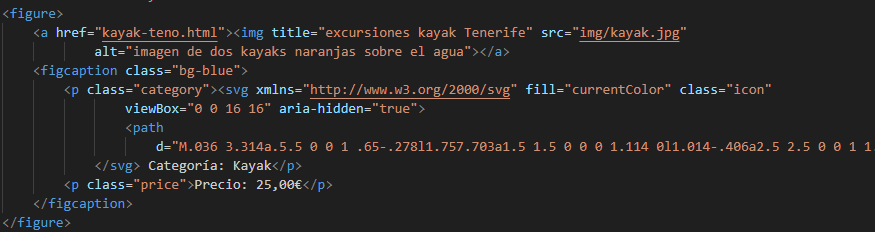 <figure>
<a href="kayak-teno.html"><img title="excursiones kayak Tenerife" src="img/kayak.jpg"
alt="imagen de dos kayaks naranjas sobre el agua"></a>
<figcaption class="bg-blue">
<p class="category"><svg xmlns="http://www.w3.org/2000/svg" fill="currentColor" class="icon"
viewBox="0 0 16 16" aria-hidden="true">
<path
d="M.036 3.314a.5.5 0 0 1 .65-.278l1.757.703a1.5 1.5 0 0 0 1.114 0l1.014-.406a2.5 2.5 0 0 1 1.
</svg> Categoría: Kayak</p>
<p class="price">Precio: 25,00€</p>
</figcaption>
</figure>